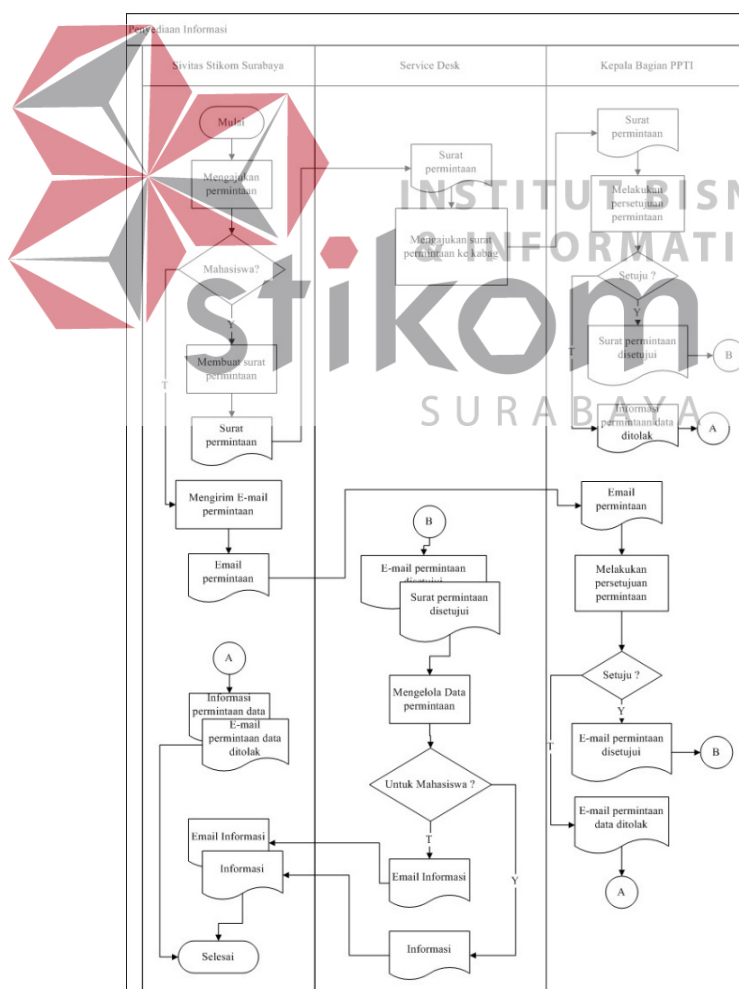 Penyediaan Informasi
Sivitas Stikom Surabaya
Service Desk
Kepala Bagian PPTI
Mulai
Mengajukan
permintaan
Mahasiswa?
Y
T
Membuat surat
permintaan
Surat
permintaan
Mengirim E-mail
permintaan
Email
permintaan
A
Informasi
permintaan data
E-mail
permintaan data
ditolak
Email Informasi
Informasi
Selesai
Surat
permintaan
Mengajukan surat
permintaan ke kabag
B
E-mail permintaan
disetujui
Surat permintaan
disetujui
Mengelola Data
permintaan
Untuk Mahasiswa ?
T
Y
Email Informasi
Informasi
Surat
permintaan
Melakukan
persetujuan
permintaan
Setuju ?
Y
T
Surat permintaan
disetujui
B
Informasi
permintaan data
ditolak
A
Email
permintaan
Melakukan
persetujuan
permintaan
Setuju ?
Y
T
E-mail permintaan
disetujui
B
E-mail permintaan
data ditolak
A
INSTITUT BISN
& INFORMATI
stikom
SURABAYA